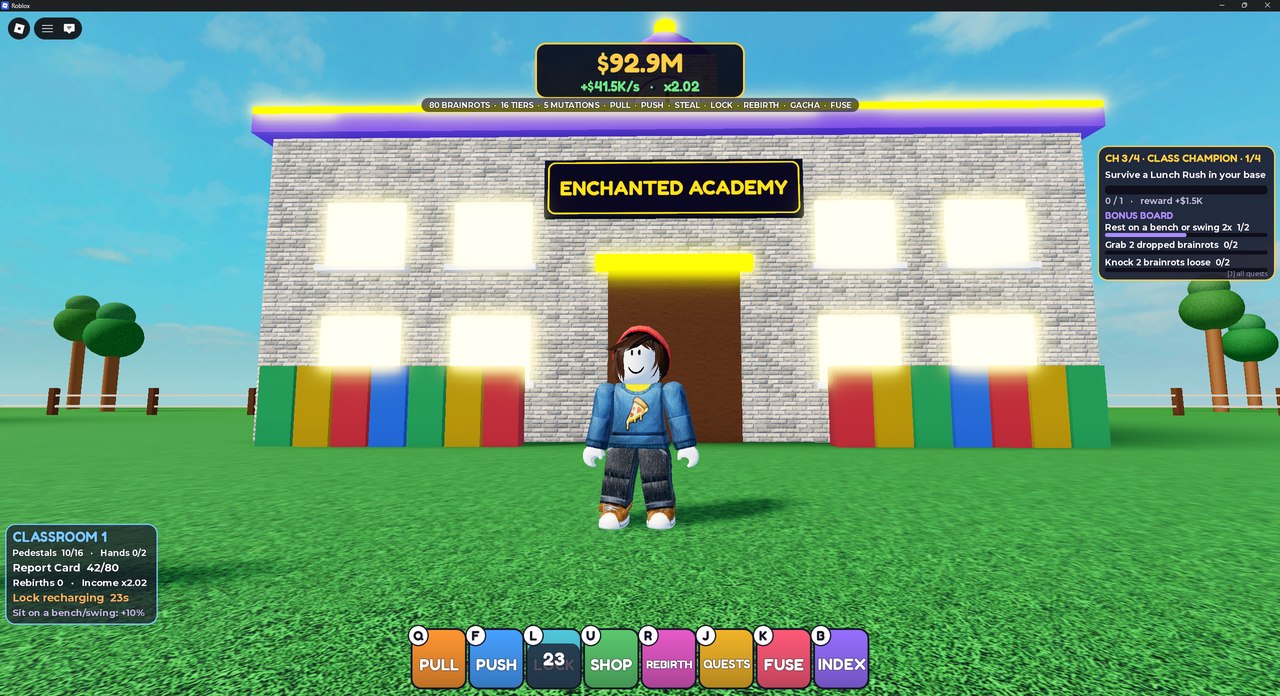 Roblox
$92.9M
+$41.5K/s · x2.02
80 BRAINROTS · 16 TIERS · 5 MUTATIONS · PULL · PUSH · STEAL · LOCK · REBIRTH · GACHA · FUSE
ENCHANTED ACADEMY
CH 3/4 · CLASS CHAMPION · 1/4
Survive a Lunch Rush in your base
0 / 1 · reward +$1.5K
BONUS BOARD
Rest on a bench or swing 2x 1/2
Grab 2 dropped brainrots 0/2
Knock 2 brainrots loose 0/2
[J] all quests
CLASSROOM 1
Pedestals 10/16 · Hands 0/2
Report Card 42/80
Rebirths 0 · Income x2.02
Lock recharging 23s
Sit on a bench/swing: +10%
Q F L U R J K B
PULL PUSH LOCK SHOP REBIRTH QUESTS FUSE INDEX
23